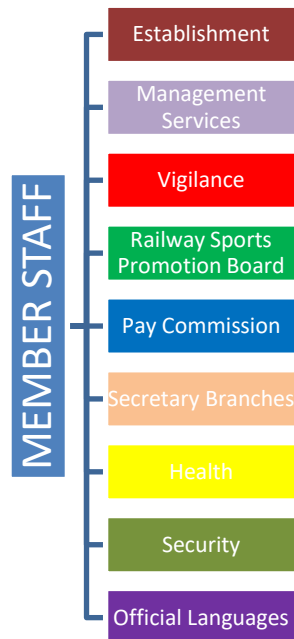 MEMBER STAFF
Establishment
Management
Services
Vigilance
Railway Sports
Promotion Board
Pay Commission
Secretary Branches
Health
Security
Official Languages